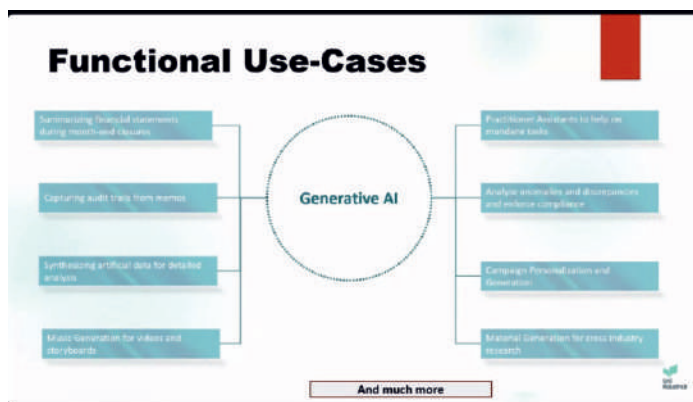 Functional Use-Cases
Summarizing financial statements
during month-end closures
Capturing audit trails from memos
Synthesizing artificial data for detailed
analysis
Music Generation for videos and
storyboards
Generative AI
Practitioner Assistants to help on
mundane tasks
Analyse anomalies and discrepancies
and enforce compliance
Campaign Personalization and
Generation
Material Generation for cross industry
research
And much more